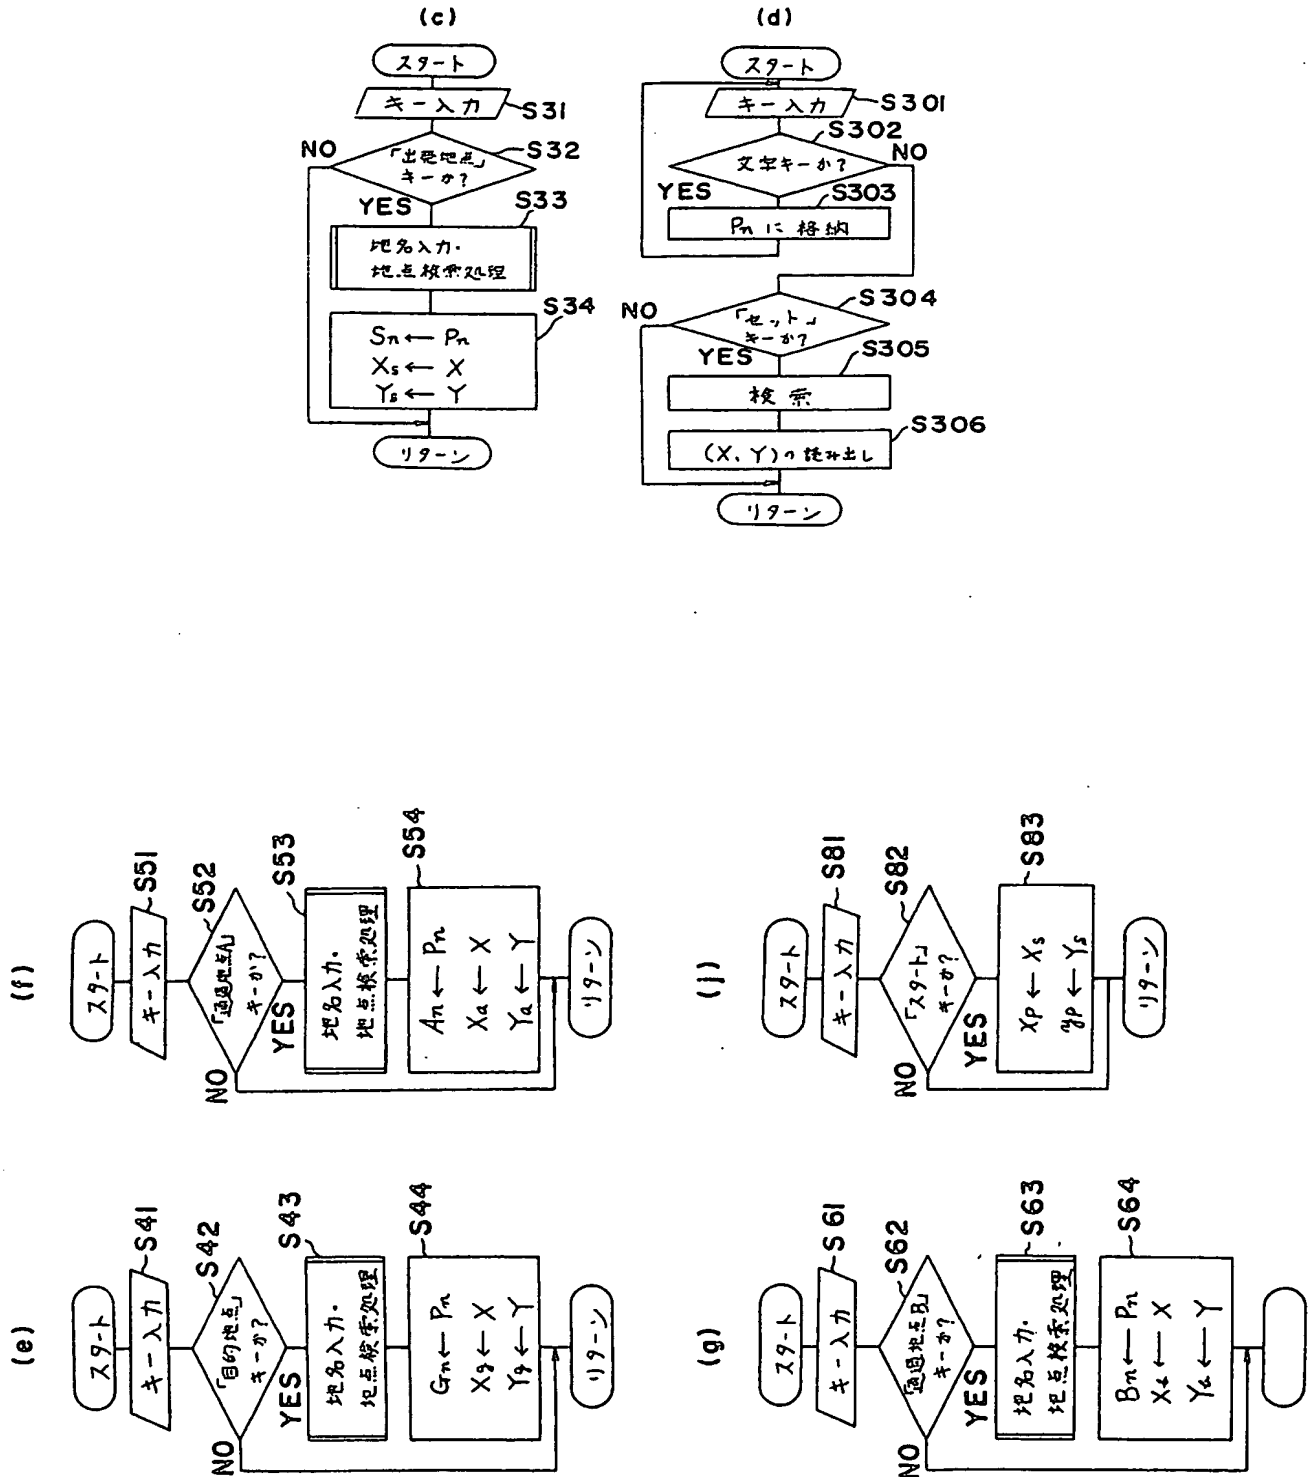 (c)
スタート
キー入力
S31
「出発地点」
キーか?
S32
NO
YES
S33
地名入力・
地点検索処理
S34
Sn ← Pn
Xs ← X
Ys ← Y
リターン
(d)
スタート
キー入力
S301
S302
文字キーか?
NO
YES
S303
Pnに格納
S304
「セット」
キーか?
NO
YES
S305
検索
S306
(X、Y)の読み出し
リターン
(f)
スタート
キー入力
S51
S52
「通過地点A」
キーか?
NO
YES
S53
地名入力・
地点検索処理
S54
An ← Pn
Xa ← X
Ya ← Y
リターン
(j)
スタート
キー入力
S81
S82
「スタート」
キーか?
NO
YES
S83
xp ← Xs
yp ← Ys
リターン
(e)
スタート
キー入力
S41
S42
「目的地点」
キーか?
NO
YES
S43
地名入力・
地点検索処理
S44
Gn ← Pn
Xg ← X
Yg ← Y
リターン
(g)
スタート
キー入力
S61
S62
「通過地点B」
キーか?
NO
YES
S63
地名入力・
地点検索処理
S64
Bn ← Pn
← X
← Y